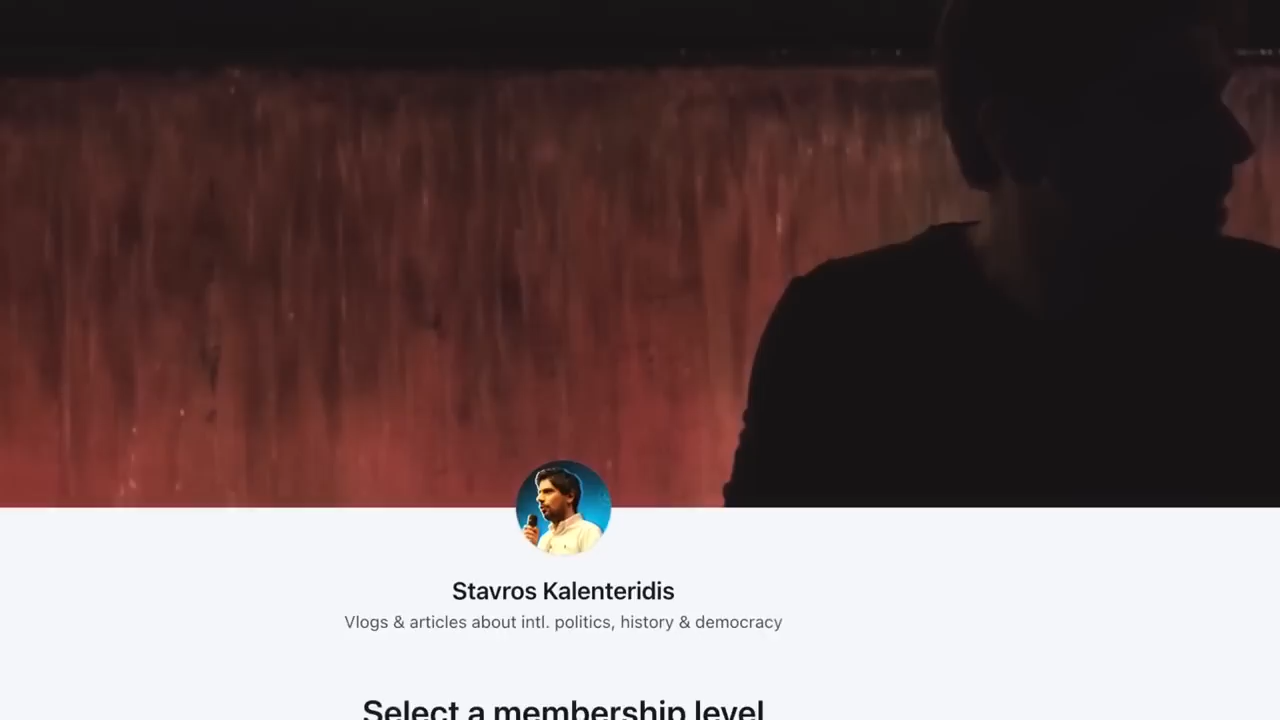 Stavros Kalenteridis
Vlogs & articles about intl. politics, history & democracy
Select a membership level